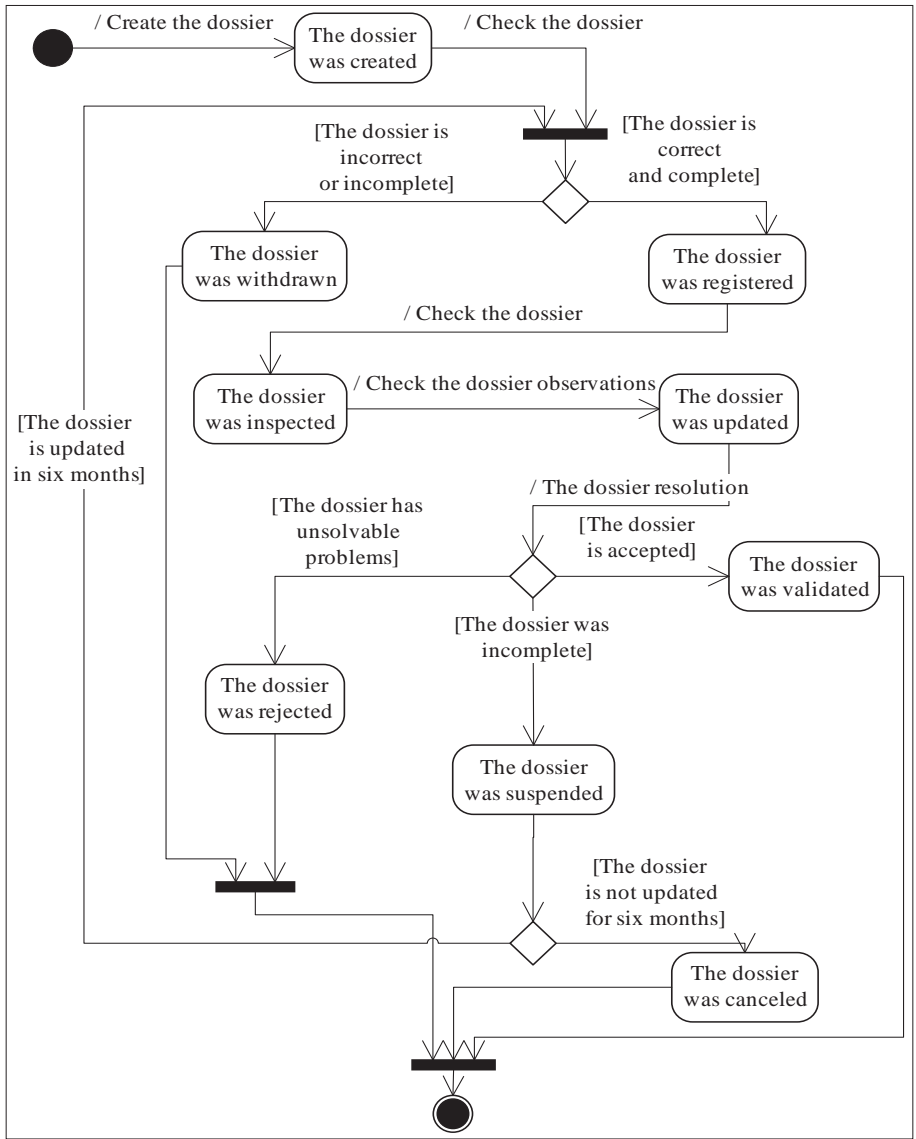 / Create the dossier
The dossier
was created
/ Check the dossier
[The dossier is
incorrect
or incomplete]
[The dossier is
correct
and complete]
The dossier
was withdrawn
The dossier
was registered
/ Check the dossier
The dossier
was inspected
/ Check the dossier observations
The dossier
was updated
[The dossier
is updated
in six months]
/ The dossier resolution
[The dossier has
unsolvable
problems]
[The dossier
is accepted]
The dossier
was validated
[The dossier was
incomplete]
The dossier
was rejected
The dossier
was suspended
[The dossier
is not updated
for six months]
The dossier
was canceled